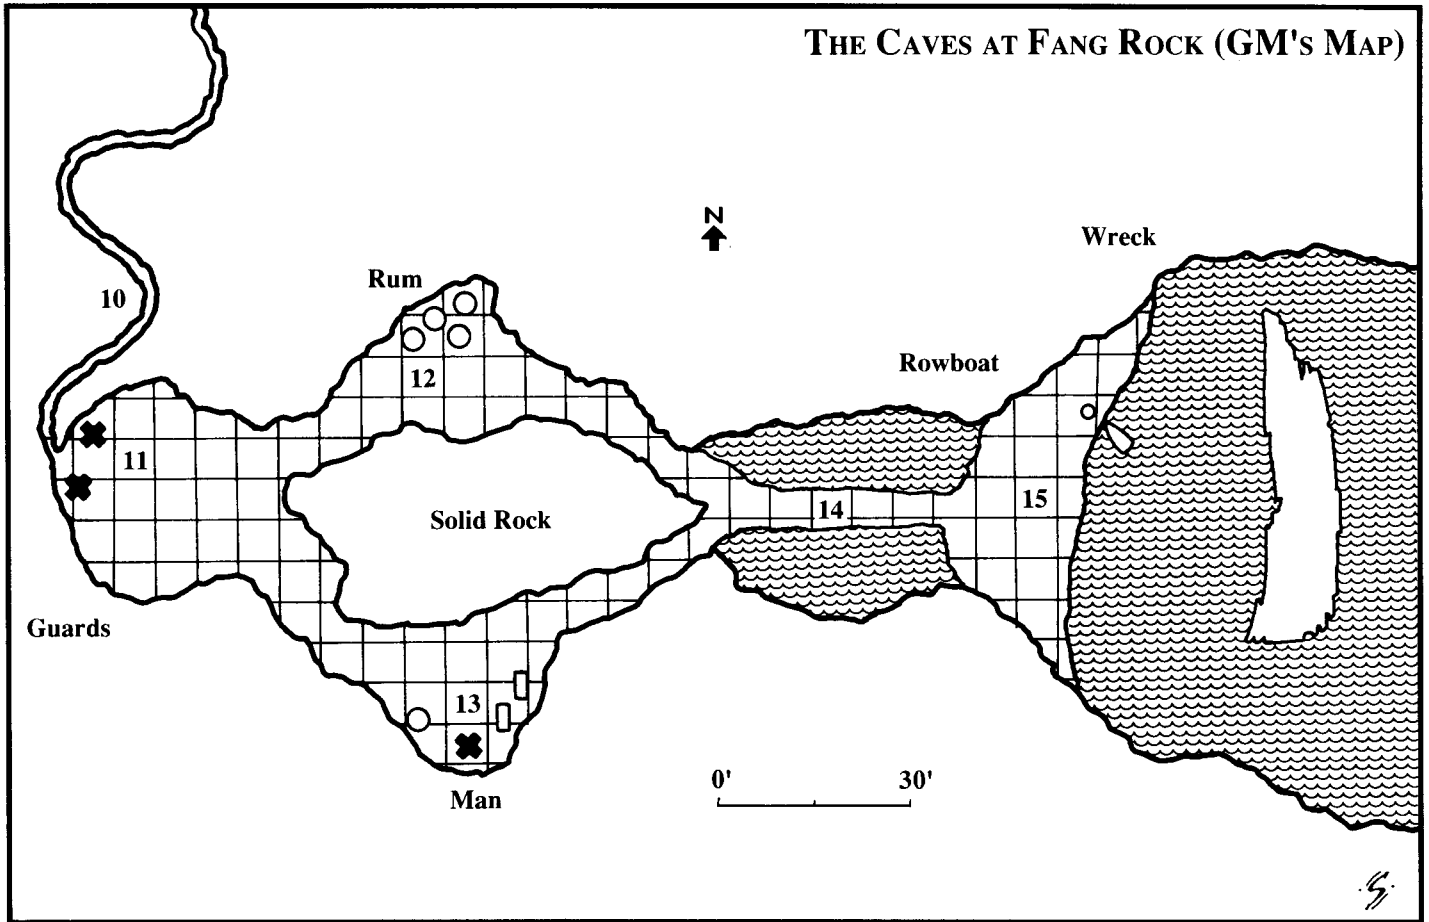 THE CAVES AT FANG ROCK (GM'S MAP)
N
Wreck
Rum
10
Rowboat
12
11
15
14
Solid Rock
Guards
13
0' 30'
Man